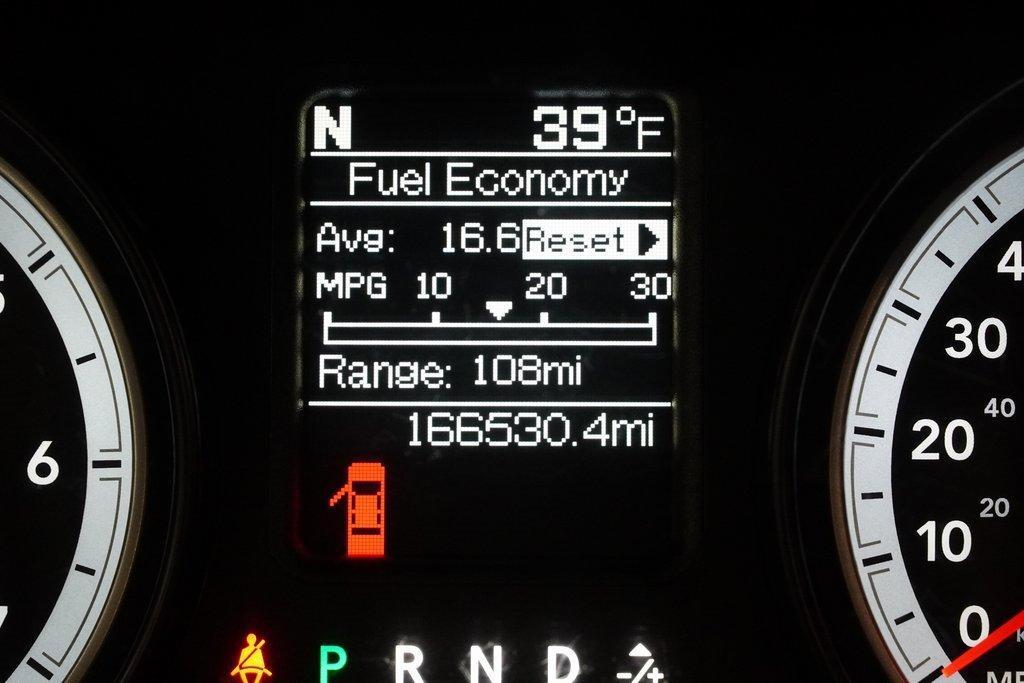 N 39°F
Fuel Economy
Avg: 16.6 Reset
MPG 10 20 30
Range: 108mi
166530.4mi
P R N D -/+
6
4
30
40
20
20
10
0